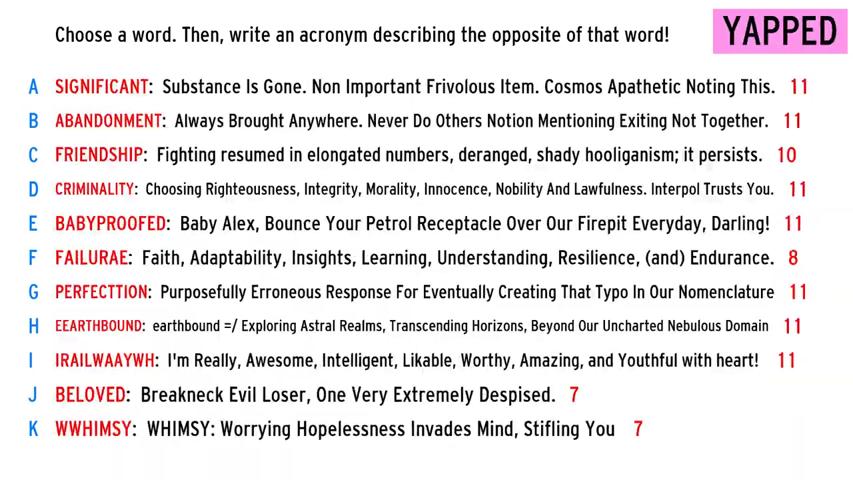 Choose a word. Then, write an acronym describing the opposite of that word!
YAPPED
A SIGNIFICANT: Substance Is Gone. Non Important Frivolous Item. Cosmos Apathetic Noting This. 11
B ABANDONMENT: Always Brought Anywhere. Never Do Others Notion Mentioning Exiting Not Together. 11
C FRIENDSHIP: Fighting resumed in elongated numbers, deranged, shady hooliganism; it persists. 10
D CRIMINALITY: Choosing Righteousness, Integrity, Morality, Innocence, Nobility And Lawfulness. Interpol Trusts You. 11
E BABYPROOFED: Baby Alex, Bounce Your Petrol Receptacle Over Our Firepit Everyday, Darling! 11
F FAILURAE: Faith, Adaptability, Insights, Learning, Understanding, Resilience, (and) Endurance. 8
G PERFECTTION: Purposefully Erroneous Response For Eventually Creating That Typo In Our Nomenclature 11
H EEARTHBOUND: earthbound =/ Exploring Astral Realms, Transcending Horizons, Beyond Our Uncharted Nebulous Domain 11
I IRAILWAAYWH: I'm Really, Awesome, Intelligent, Likable, Worthy, Amazing, and Youthful with heart! 11
J BELOVED: Breakneck Evil Loser, One Very Extremely Despised. 7
K WWHIMSY: WHIMSY: Worrying Hopelessness Invades Mind, Stifling You 7